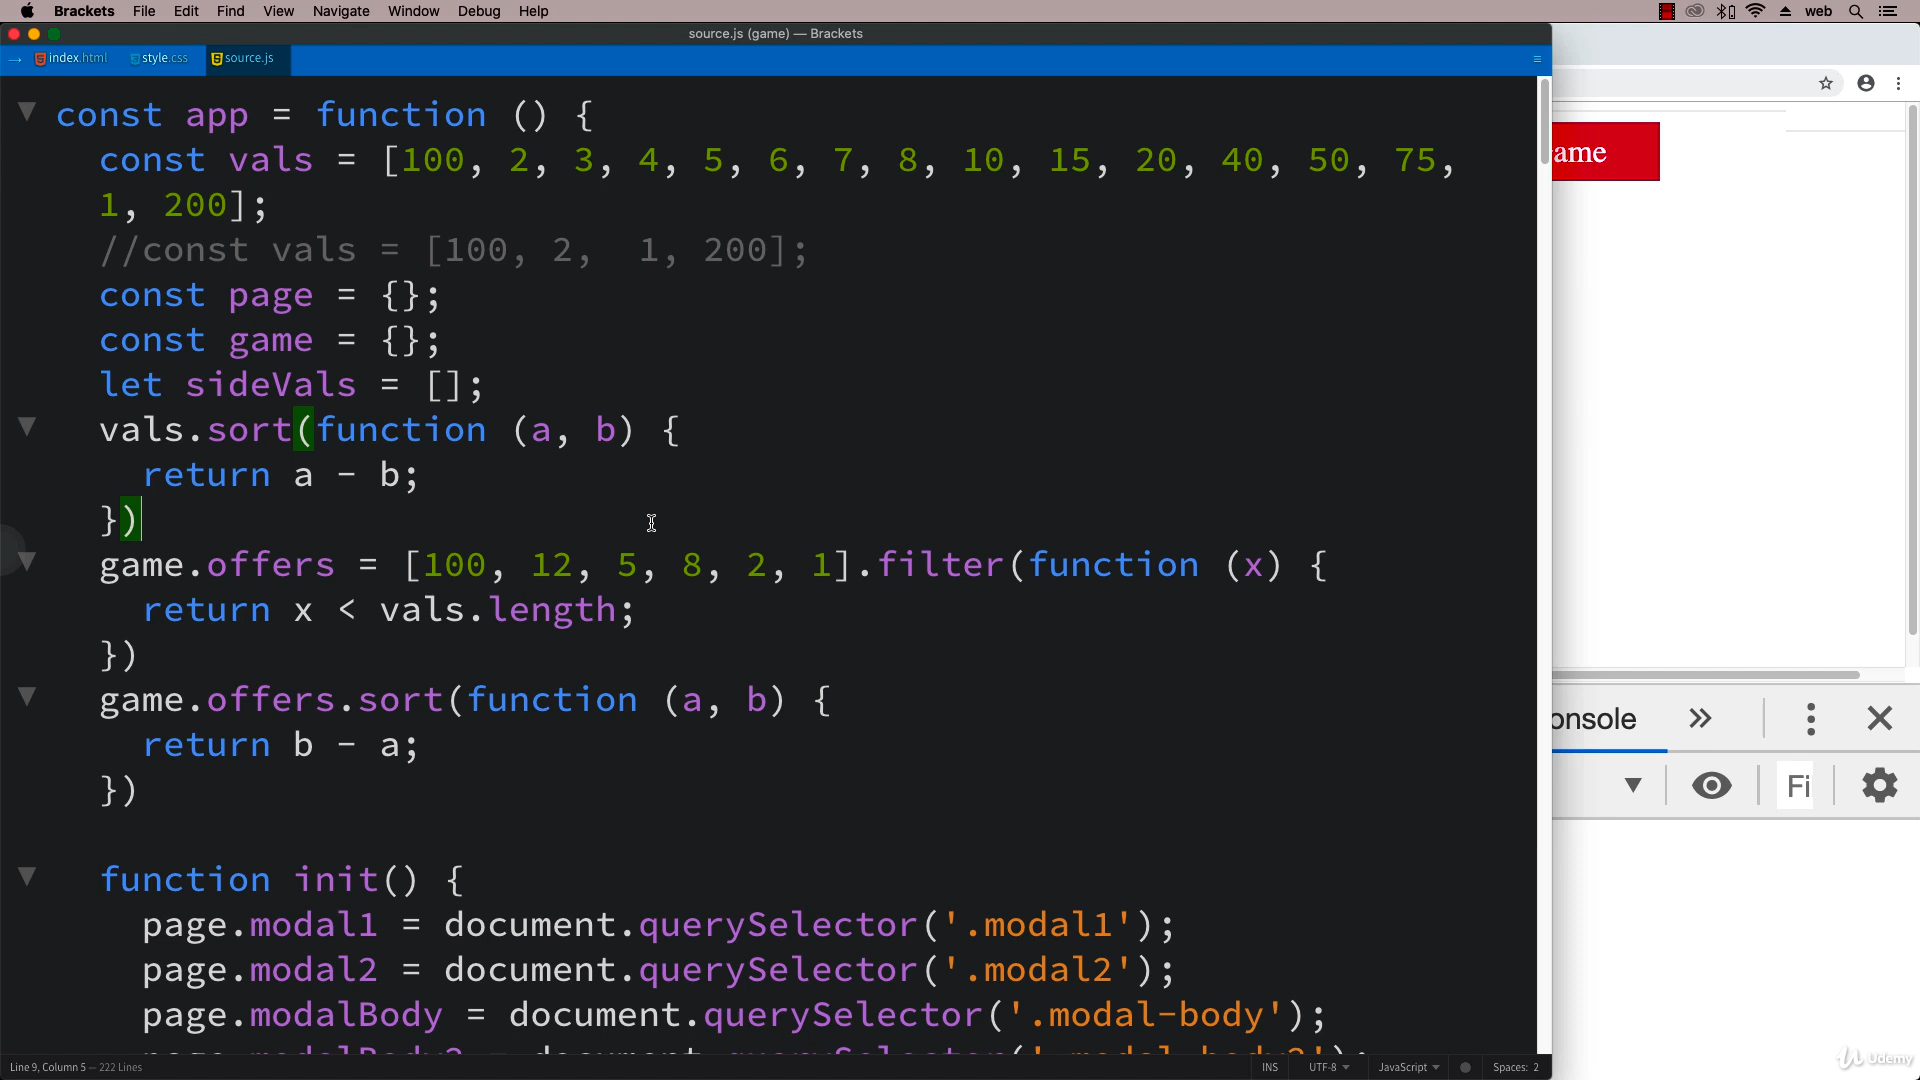 Brackets File Edit Find View Navigate Window Debug Help web
source.js (game) — Brackets
index.html style.css source.js
const app = function () {
const vals = [100, 2, 3, 4, 5, 6, 7, 8, 10, 15, 20, 40, 50, 75,
1, 200];
//const vals = [100, 2,  1, 200];
const page = {};
const game = {};
let sideVals = [];
vals.sort(function (a, b) {
return a - b;
})
game.offers = [100, 12, 5, 8, 2, 1].filter(function (x) {
return x < vals.length;
})
game.offers.sort(function (a, b) {
return b - a;
})
function init() {
page.modal1 = document.querySelector('.modal1');
page.modal2 = document.querySelector('.modal2');
page.modalBody = document.querySelector('.modal-body');
Line 9, Column 5 — 222 Lines
INS UTF-8 JavaScript Spaces: 2
ame
onsole
Fi
Udemy